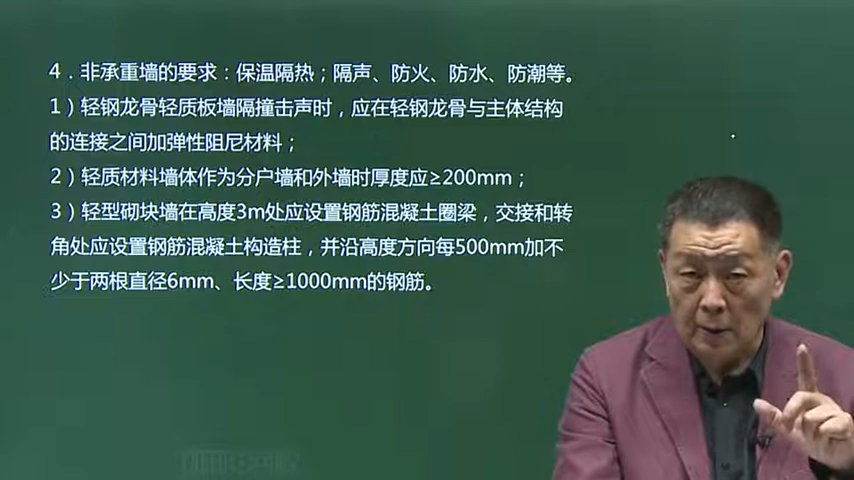 4．非承重墙的要求：保温隔热；隔声、防火、防水、防潮等。
1）轻钢龙骨轻质板墙隔撞击声时，应在轻钢龙骨与主体结构
的连接之间加弹性阻尼材料；
2）轻质材料墙体作为分户墙和外墙时厚度应≥200mm；
3）轻型砌块墙在高度3m处应设置钢筋混凝土圈梁，交接和转
角处应设置钢筋混凝土构造柱，并沿高度方向每500mm加不
少于两根直径6mm、长度≥1000mm的钢筋。